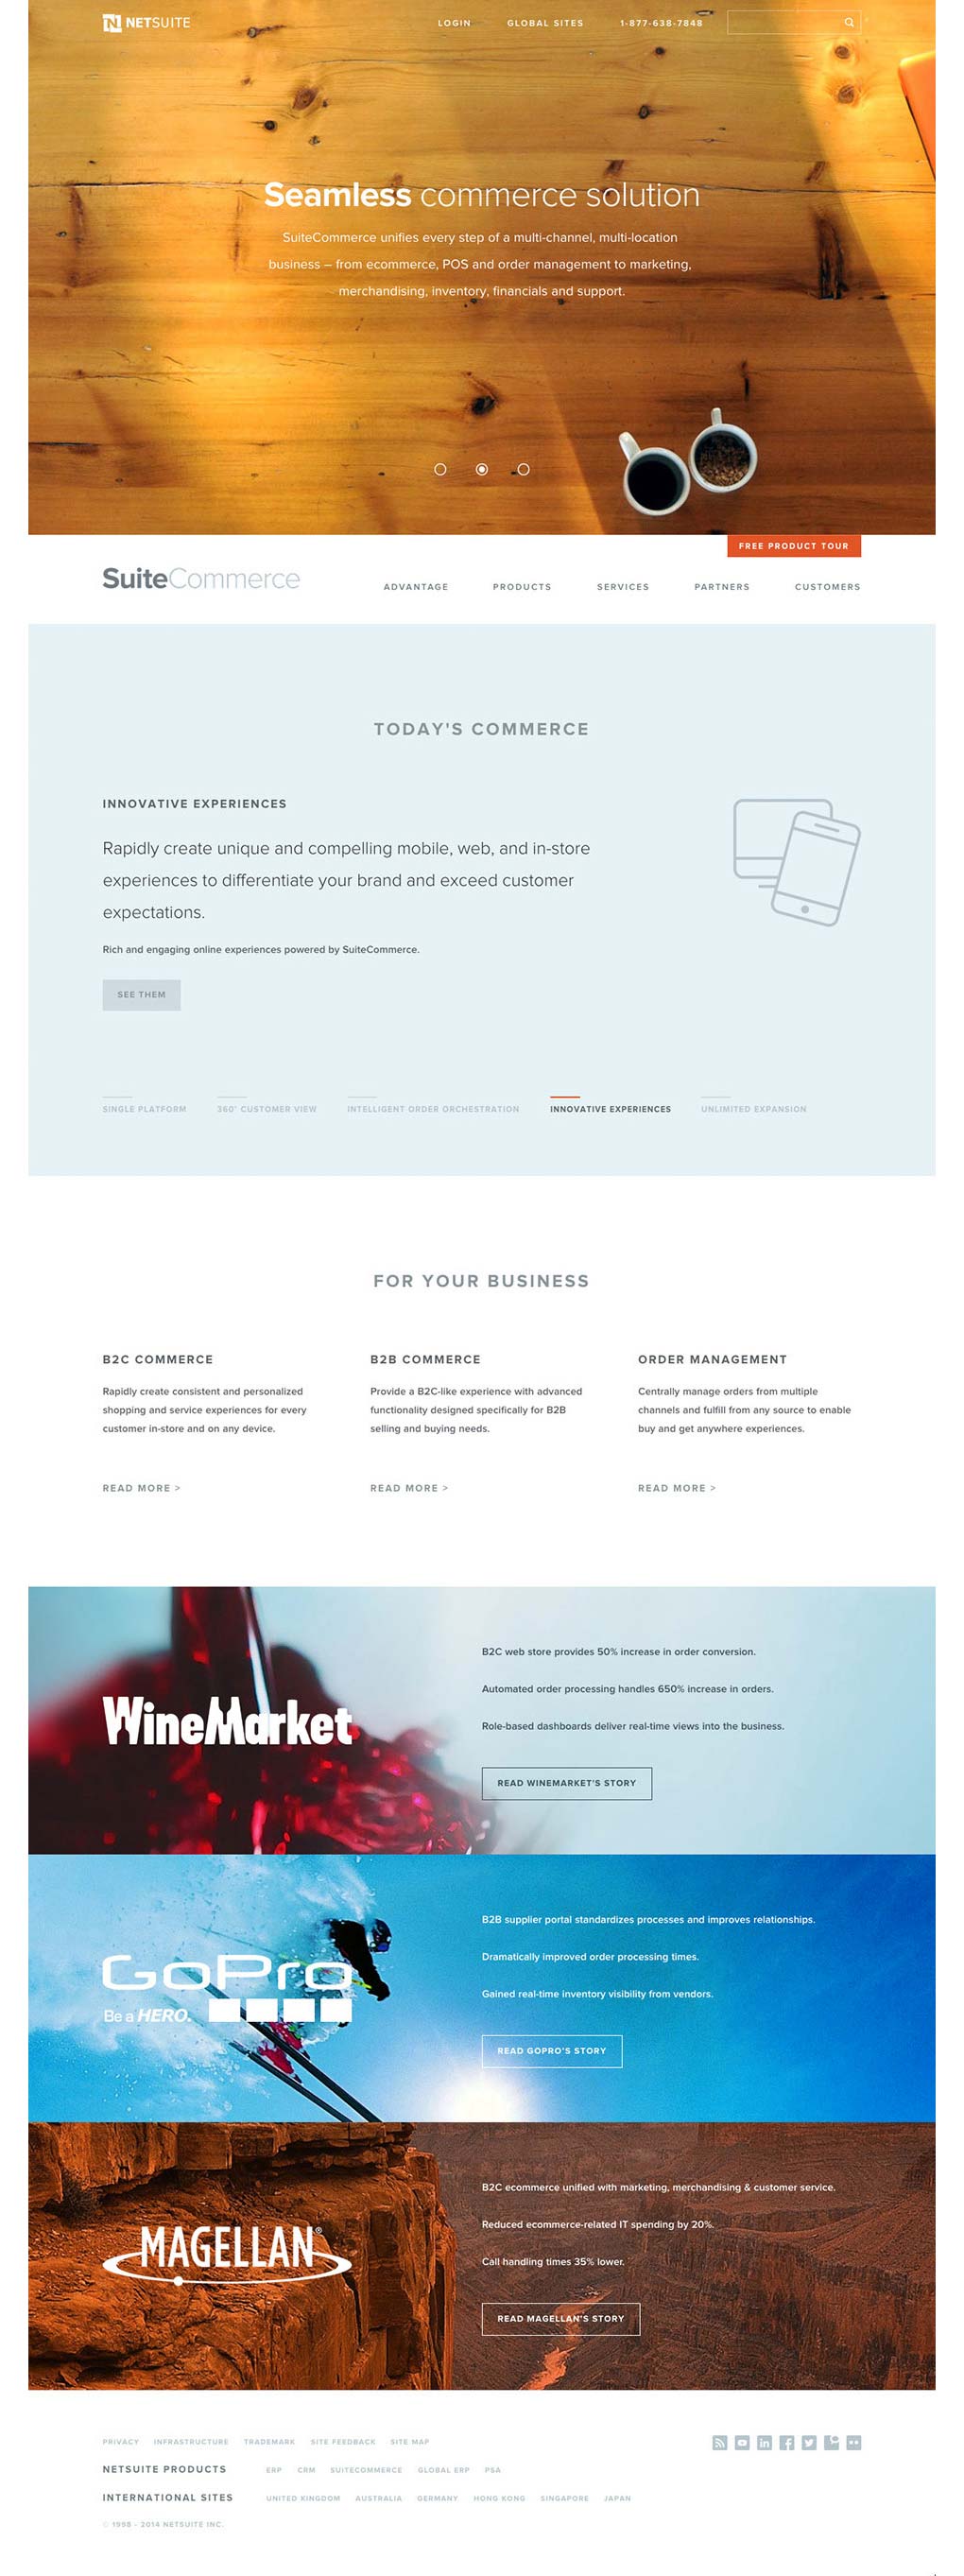 NETSUITE
LOGIN GLOBAL SITES 1-877-638-7848
Seamless commerce solution
SuiteCommerce unifies every step of a multi-channel, multi-location
business – from ecommerce, POS and order management to marketing,
merchandising, inventory, financials and support.
FREE PRODUCT TOUR
SuiteCommerce
ADVANTAGE PRODUCTS SERVICES PARTNERS CUSTOMERS
TODAY'S COMMERCE
INNOVATIVE EXPERIENCES
Rapidly create unique and compelling mobile, web, and in-store
experiences to differentiate your brand and exceed customer
expectations.
Rich and engaging online experiences powered by SuiteCommerce.
SEE THEM
SINGLE PLATFORM 360° CUSTOMER VIEW INTELLIGENT ORDER ORCHESTRATION INNOVATIVE EXPERIENCES UNLIMITED EXPANSION
FOR YOUR BUSINESS
B2C COMMERCE
Rapidly create consistent and personalized
shopping and service experiences for every
customer in-store and on any device.
READ MORE >
B2B COMMERCE
Provide a B2C-like experience with advanced
functionality designed specifically for B2B
selling and buying needs.
READ MORE >
ORDER MANAGEMENT
Centrally manage orders from multiple
channels and fulfill from any source to enable
buy and get anywhere experiences.
READ MORE >
WineMarket
B2C web store provides 50% increase in order conversion.
Automated order processing handles 650% increase in orders.
Role-based dashboards deliver real-time views into the business.
READ WINEMARKET'S STORY
GoPro
Be a HERO.
B2B supplier portal standardizes processes and improves relationships.
Dramatically improved order processing times.
Gained real-time inventory visibility from vendors.
READ GOPRO'S STORY
MAGELLAN®
B2C ecommerce unified with marketing, merchandising & customer service.
Reduced ecommerce-related IT spending by 20%.
Call handling times 35% lower.
READ MAGELLAN'S STORY
PRIVACY INFRASTRUCTURE TRADEMARK SITE FEEDBACK SITE MAP
NETSUITE PRODUCTS ERP CRM SUITECOMMERCE GLOBAL ERP PSA
INTERNATIONAL SITES UNITED KINGDOM AUSTRALIA GERMANY HONG KONG SINGAPORE JAPAN
© 1998 - 2014 NETSUITE INC.